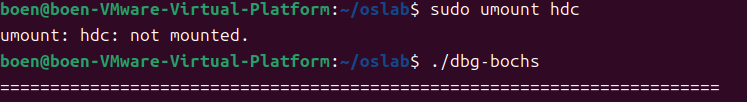 boen@boen-VMware-Virtual-Platform:~/oslab$ sudo umount hdc
umount: hdc: not mounted.
boen@boen-VMware-Virtual-Platform:~/oslab$ ./dbg-bochs
========================================================================